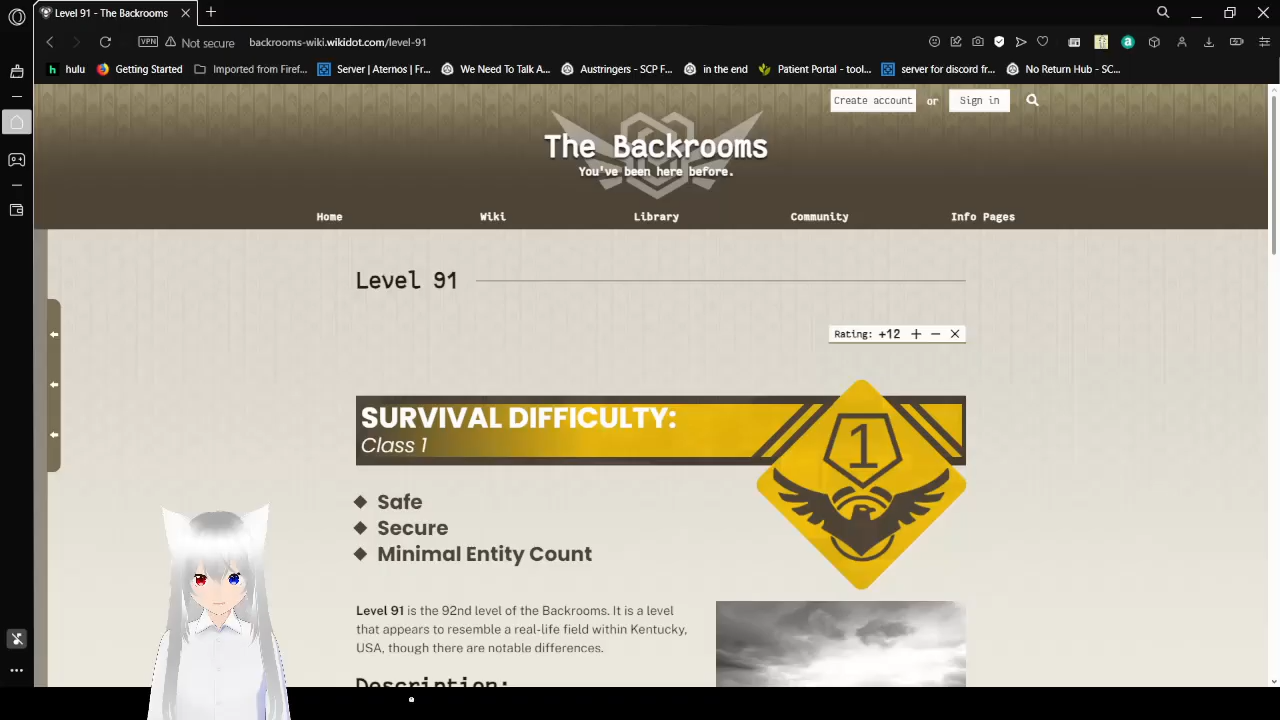 Level 91 - The Backrooms
VPN Not secure backrooms-wiki.wikidot.com/level-91
hulu Getting Started Imported from Firef... Server | Aternos | Fr... We Need To Talk A... Austringers - SCP F... in the end Patient Portal - tool... server for discord fr... No Return Hub - SC...
Create account or Sign in
The Backrooms
You've been here before.
Home Wiki Library Community Info Pages
Level 91
Rating: +12 + − ×
SURVIVAL DIFFICULTY:
Class 1
1
Safe
Secure
Minimal Entity Count
Level 91 is the 92nd level of the Backrooms. It is a level
that appears to resemble a real-life field within Kentucky,
USA, though there are notable differences.
Description: